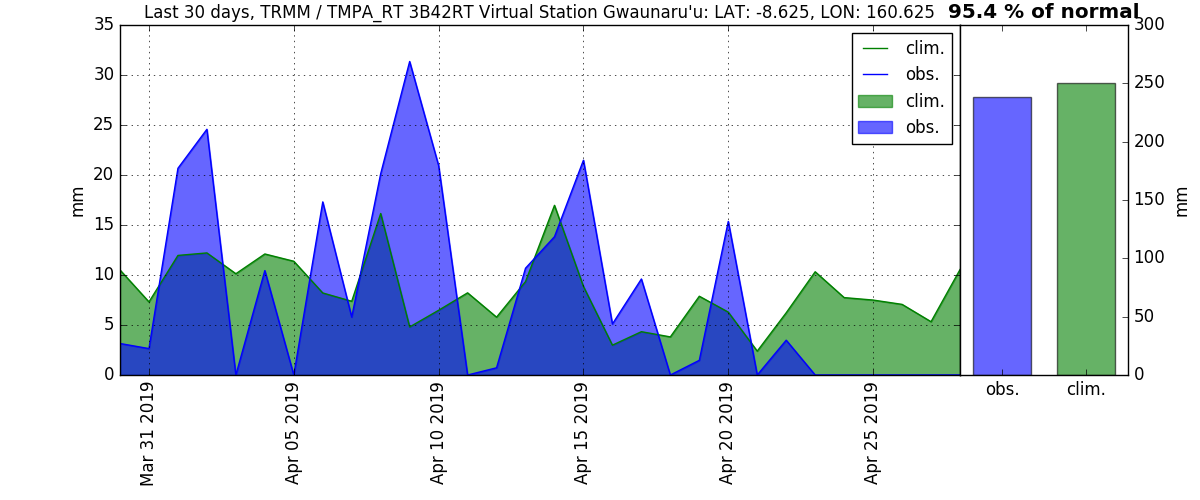 Last 30 days, TRMM / TMPA_RT 3B42RT Virtual Station Gwaunaru'u: LAT: -8.625, LON: 160.625 95.4 % of normal
35
30
25
20
15
10
5
0
mm
clim.
obs.
clim.
obs.
300
250
200
150
100
50
0
mm
Mar 31 2019
Apr 05 2019
Apr 10 2019
Apr 15 2019
Apr 20 2019
Apr 25 2019
obs. clim.